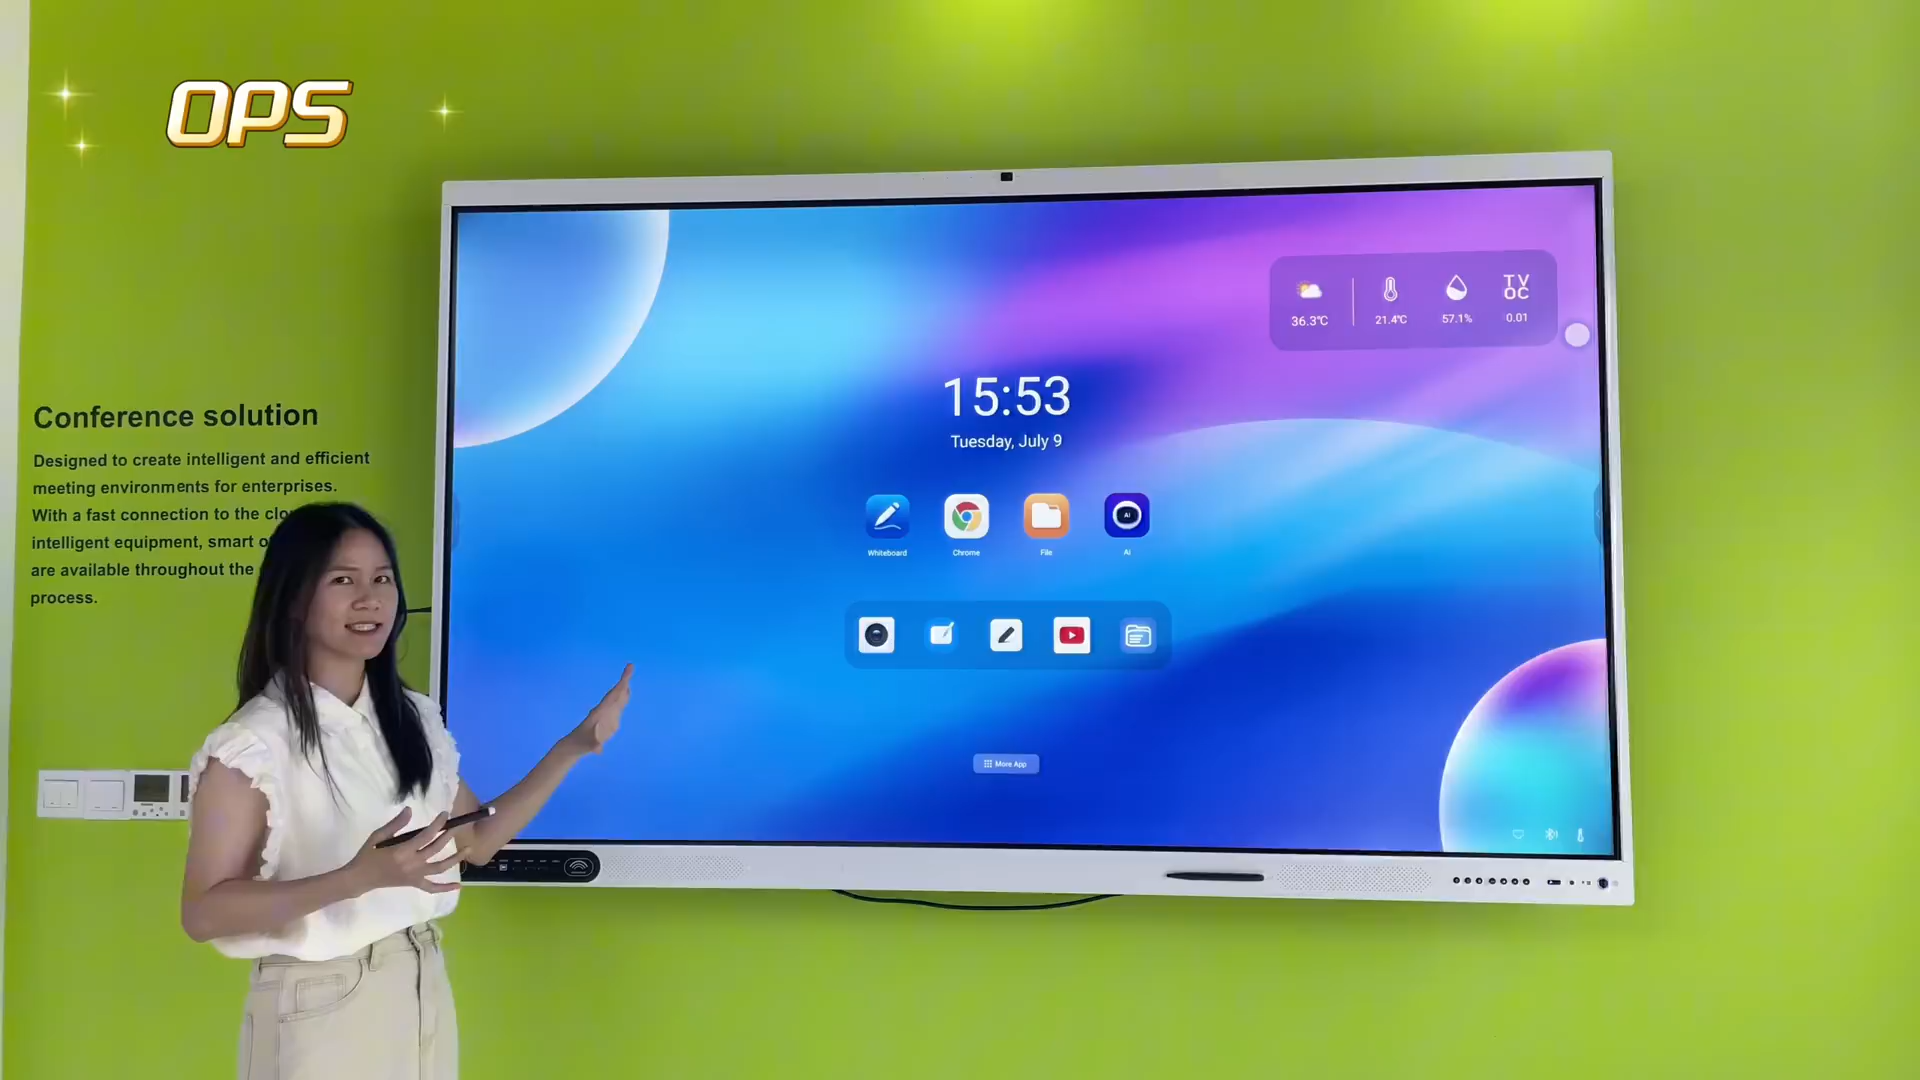 OPS
Conference solution
Designed to create intelligent and efficient
meeting environments for enterprises.
With a fast connection to the
intelligent equipment, smart
are available throughout the
process.
36.3℃
21.4℃
57.1%
TVOC
0.01
15:53
Tuesday, July 9
Whiteboard
Chrome
File
AI
AI
More App